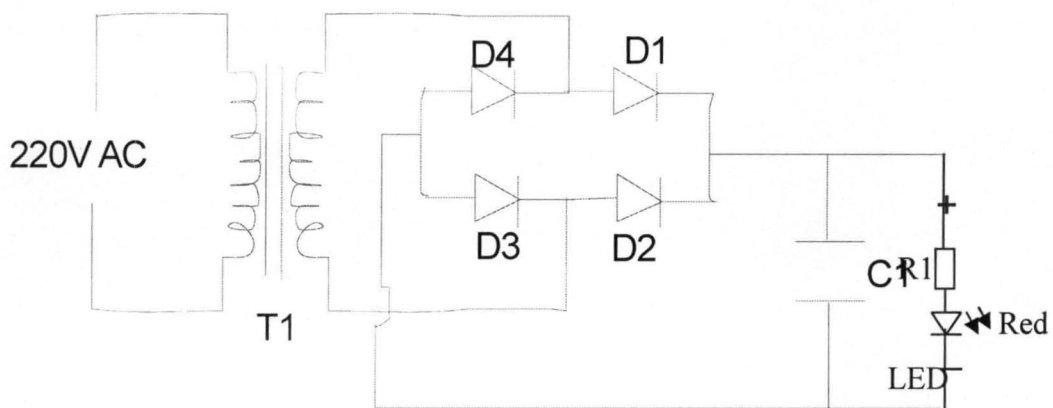 D4
D1
220V AC
D3
D2
T1
+
C1
R1
Red
LED